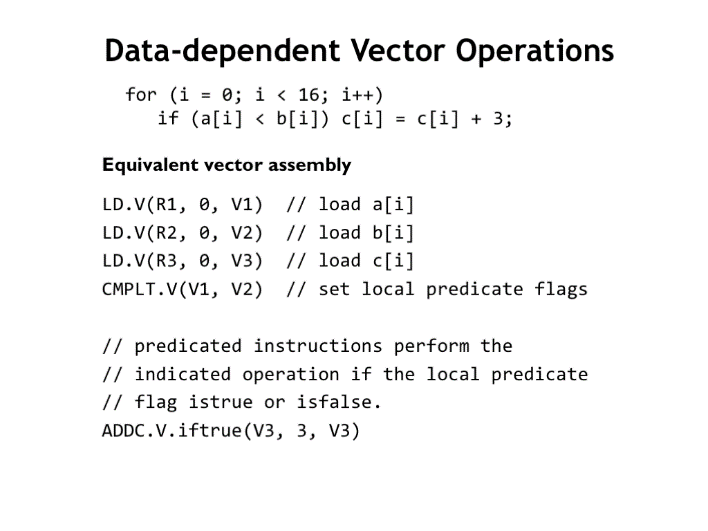 Data-dependent Vector Operations
for (i = 0; i < 16; i++)
if (a[i] < b[i]) c[i] = c[i] + 3;
Equivalent vector assembly
LD.V(R1, 0, V1)  // load a[i]
LD.V(R2, 0, V2)  // load b[i]
LD.V(R3, 0, V3)  // load c[i]
CMPLT.V(V1, V2)  // set local predicate flags
// predicated instructions perform the
// indicated operation if the local predicate
// flag istrue or isfalse.
ADDC.V.iftrue(V3, 3, V3)